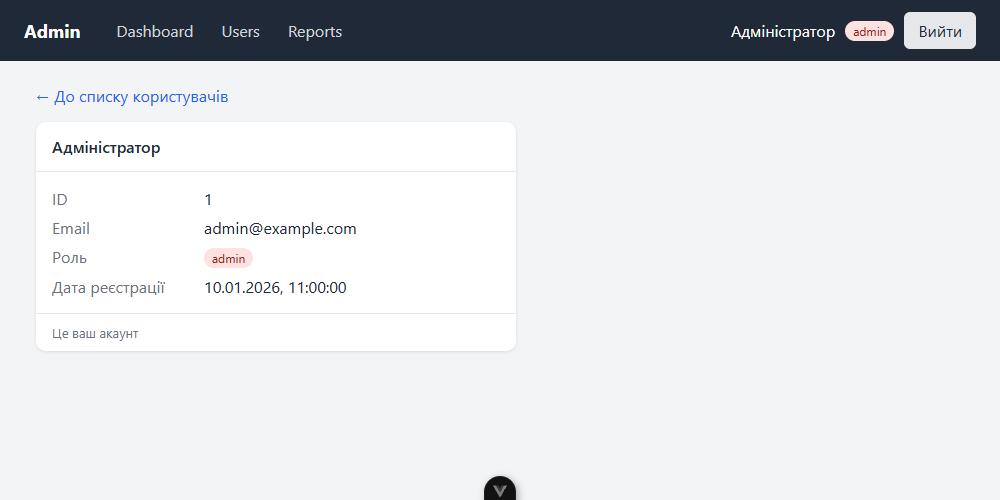 Admin Dashboard Users Reports Адміністратор admin Выйти
← До списку користувачів
Адміністратор
ID 1
Email admin@example.com
Роль admin
Дата реєстрації 10.01.2026, 11:00:00
Це ваш акаунт